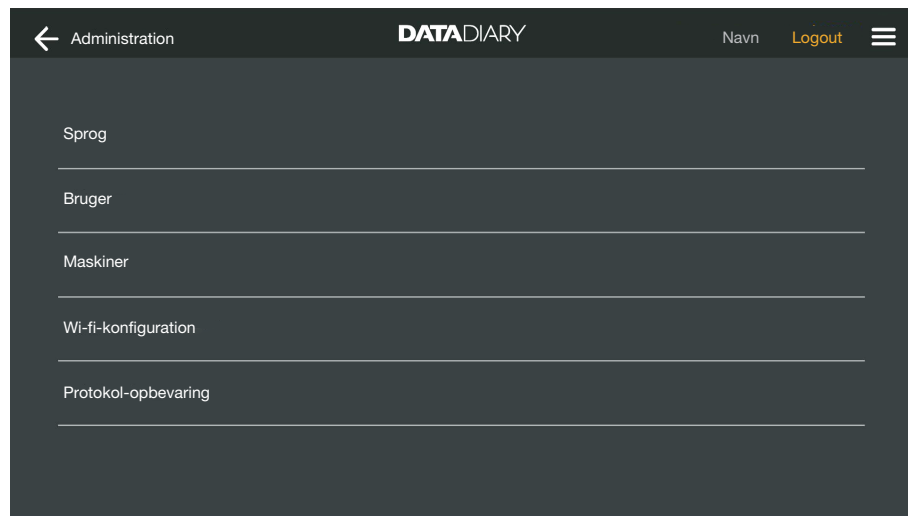 Administration
DATADIARY
Navn
Logout
Sprog
Bruger
Maskiner
Wi-fi-konfiguration
Protokol-opbevaring